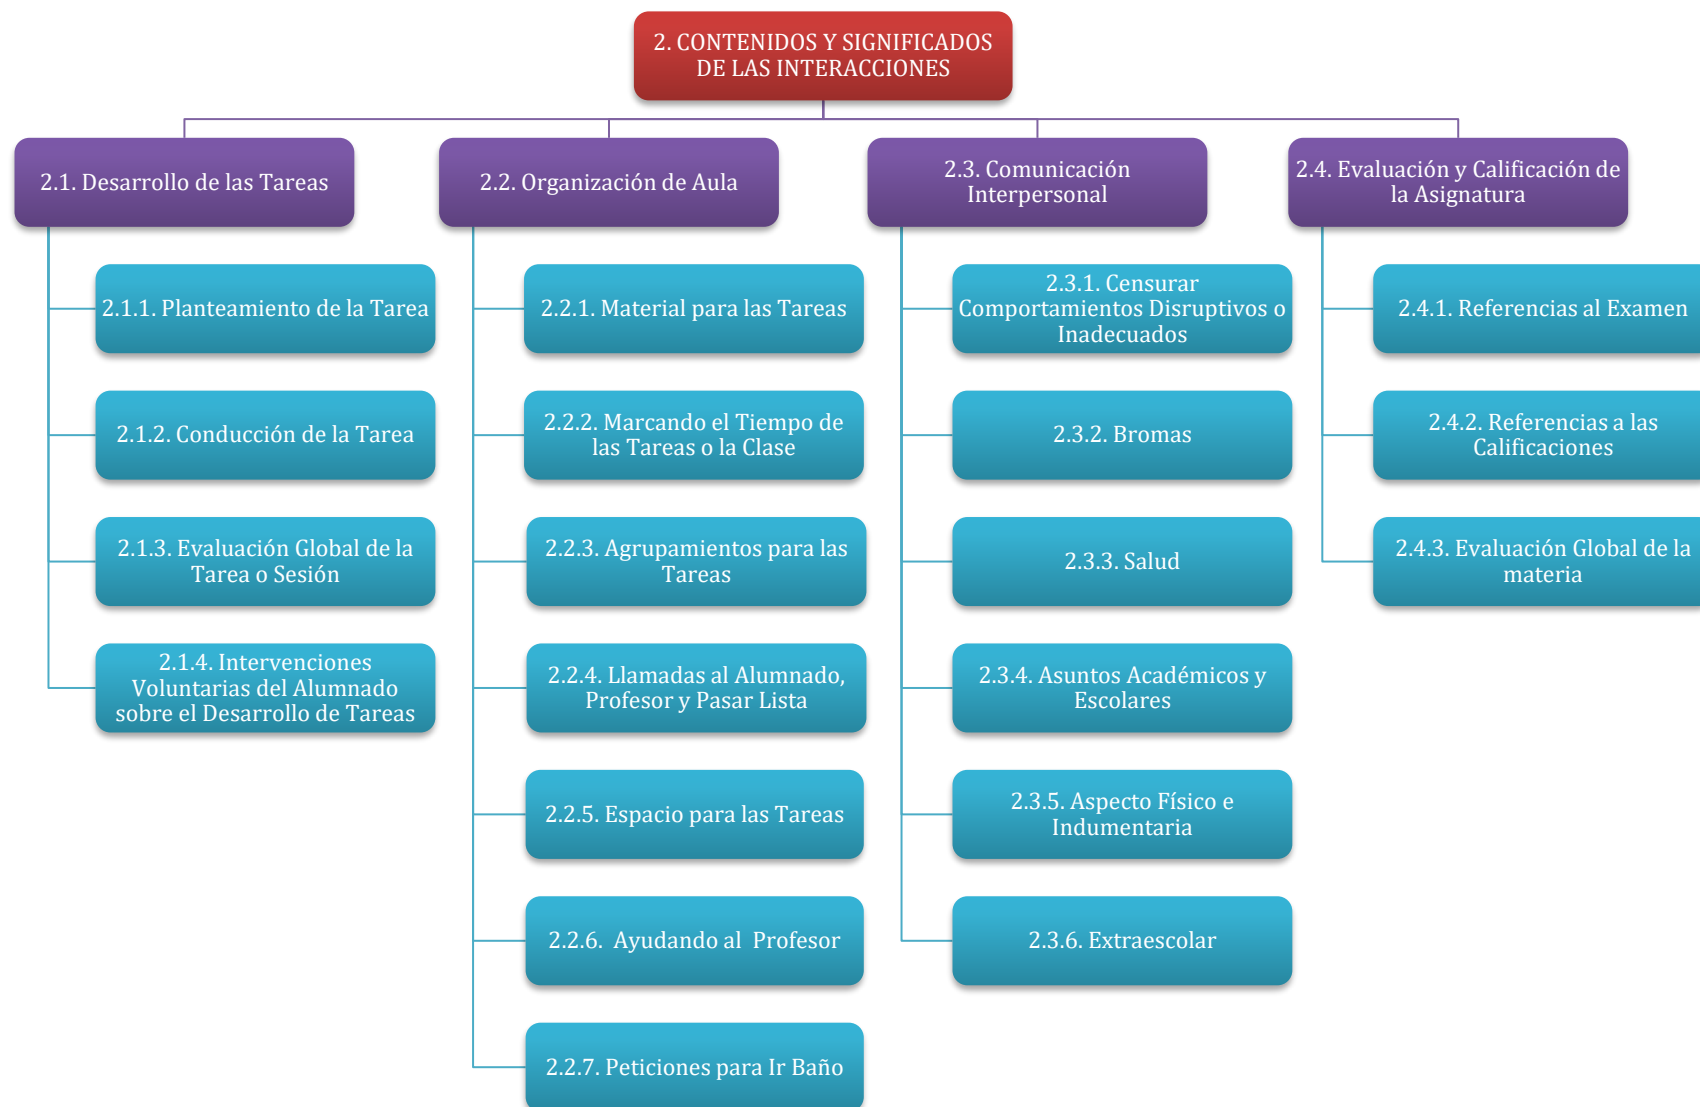 2. CONTENIDOS Y SIGNIFICADOS
DE LAS INTERACCIONES
2.1. Desarrollo de las Tareas
2.1.1. Planteamiento de la Tarea
2.1.2. Conducción de la Tarea
2.1.3. Evaluación Global de la
Tarea o Sesión
2.1.4. Intervenciones
Voluntarias del Alumnado
sobre el Desarrollo de Tareas
2.2. Organización de Aula
2.2.1. Material para las Tareas
2.2.2. Marcando el Tiempo de
las Tareas o la Clase
2.2.3. Agrupamientos para las
Tareas
2.2.4. Llamadas al Alumnado,
Profesor y Pasar Lista
2.2.5. Espacio para las Tareas
2.2.6. Ayudando al Profesor
2.2.7. Peticiones para Ir Baño
2.3. Comunicación
Interpersonal
2.3.1. Censurar
Comportamientos Disruptivos o
Inadecuados
2.3.2. Bromas
2.3.3. Salud
2.3.4. Asuntos Académicos y
Escolares
2.3.5. Aspecto Físico e
Indumentaria
2.3.6. Extraescolar
2.4. Evaluación y Calificación de
la Asignatura
2.4.1. Referencias al Examen
2.4.2. Referencias a las
Calificaciones
2.4.3. Evaluación Global de la
materia